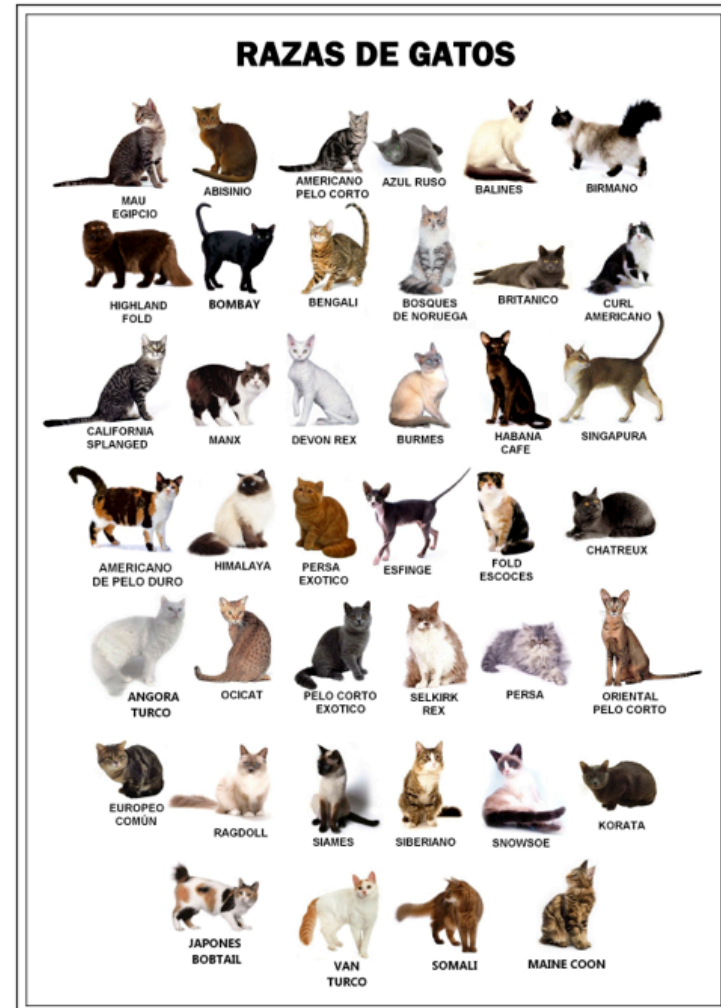 RAZAS DE GATOS
MAU
EGIPCIO
ABISINIO
AMERICANO
PELO CORTO
AZUL RUSO
BALINES
BIRMANO
HIGHLAND
FOLD
BOMBAY
BENGALI
BOSQUES
DE NORUEGA
BRITANICO
CURL
AMERICANO
CALIFORNIA
SPLANGED
MANX
DEVON REX
BURMES
HABANA
CAFE
SINGAPURA
AMERICANO
DE PELO DURO
HIMALAYA
PERSA
EXOTICO
ESFINGE
FOLD
ESCOCES
CHATREUX
ANGORA
TURCO
OCICAT
PELO CORTO
EXOTICO
SELKIRK
REX
PERSA
ORIENTAL
PELO CORTO
EUROPEO
COMÚN
RAGDOLL
SIAMES
SIBERIANO
SNOWSOE
KORATA
JAPONES
BOBTAIL
VAN
TURCO
SOMALI
MAINE COON